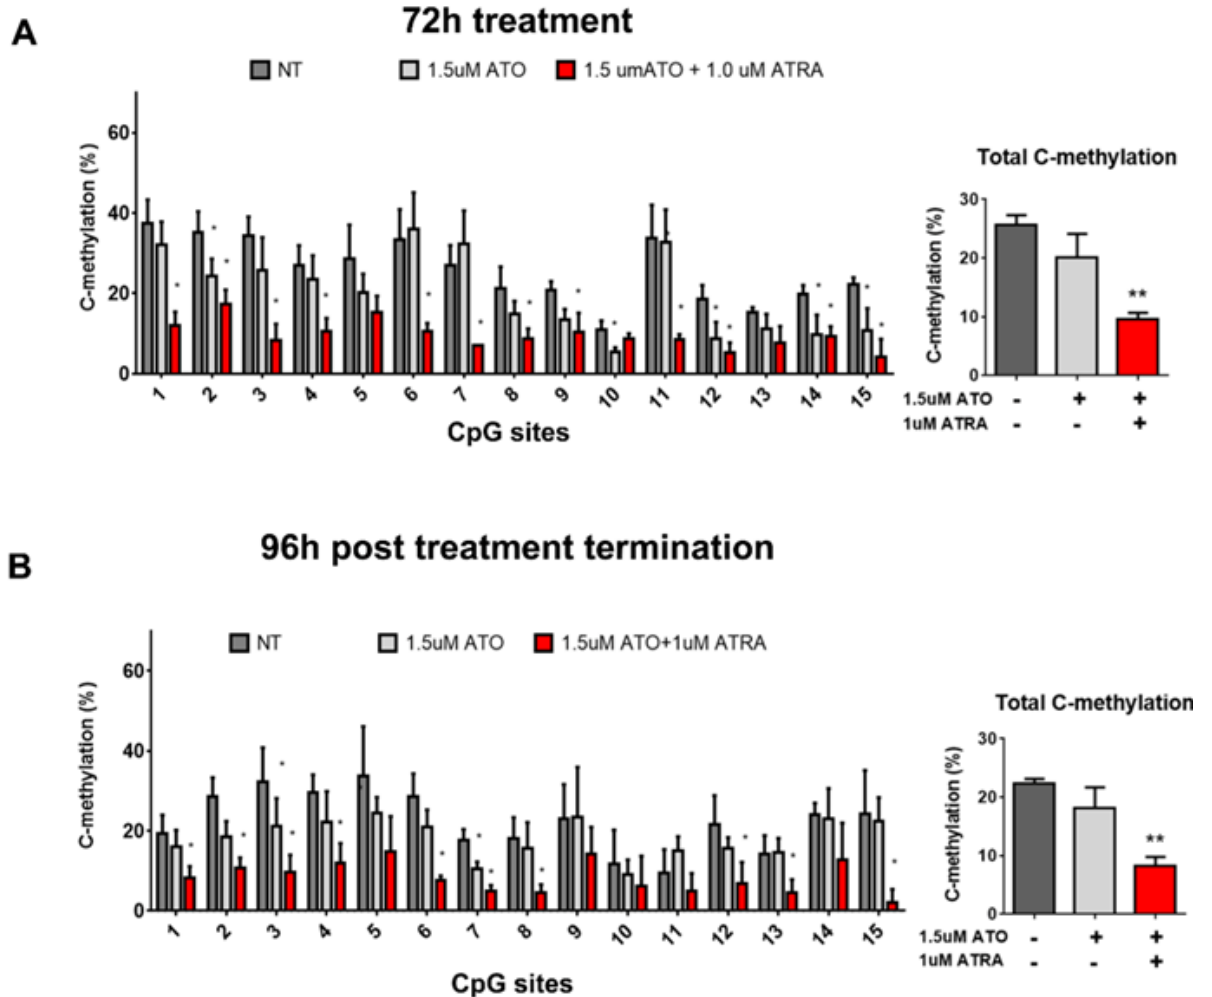 A
72h treatment
NT 1.5uM ATO 1.5 umATO + 1.0 uM ATRA
C-methylation (%)
60
40
20
0
1 2 3 4 5 6 7 8 9 10 11 12 13 14 15
CpG sites
* * * * * * * * * * * * * * * * * *
Total C-methylation
C-methylation (%)
30
20
10
0
**
1.5uM ATO - + +
1uM ATRA - - +
B
96h post treatment termination
NT 1.5uM ATO 1.5uM ATO+1uM ATRA
C-methylation (%)
60
40
20
0
1 2 3 4 5 6 7 8 9 10 11 12 13 14 15
CpG sites
* * * * * * * * * * * *
Total C-methylation
C-methylation (%)
30
20
10
0
**
1.5uM ATO - + +
1uM ATRA - - +